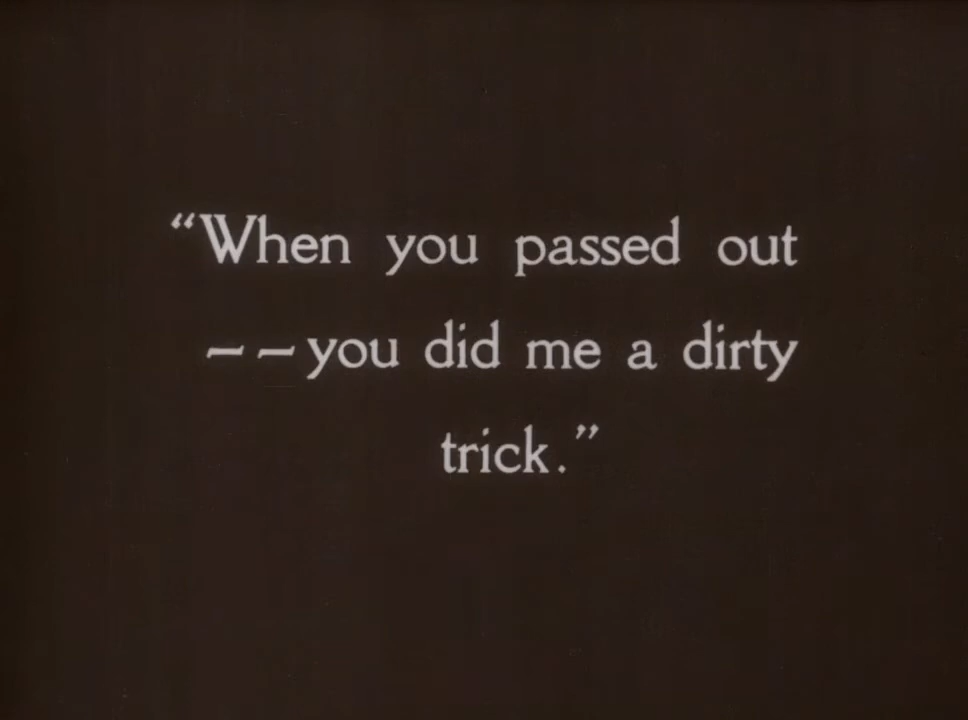 “When you passed out
--you did me a dirty
trick.”